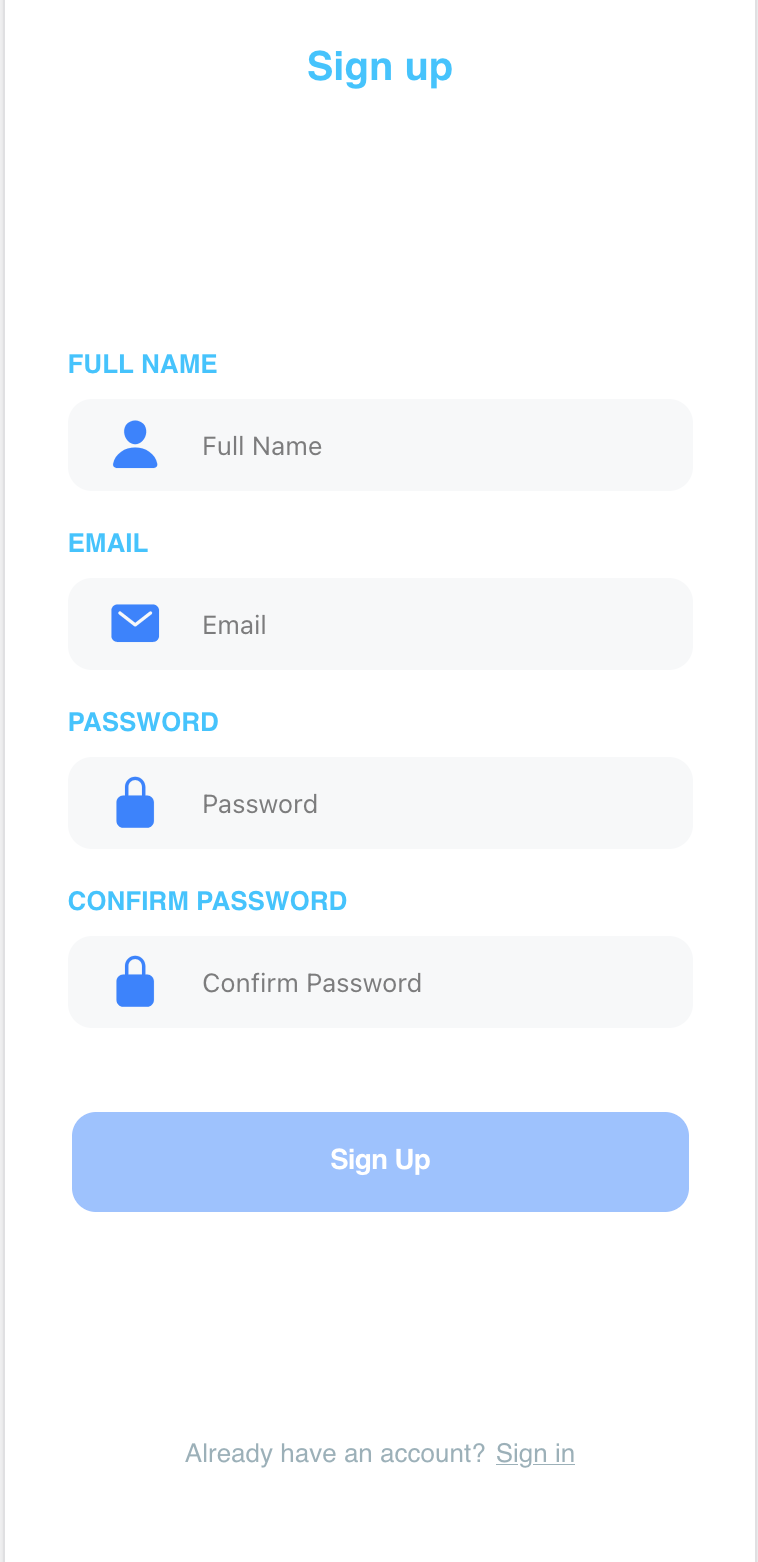 Sign up
FULL NAME
Full Name
EMAIL
Email
PASSWORD
Password
CONFIRM PASSWORD
Confirm Password
Sign Up
Already have an account? Sign in